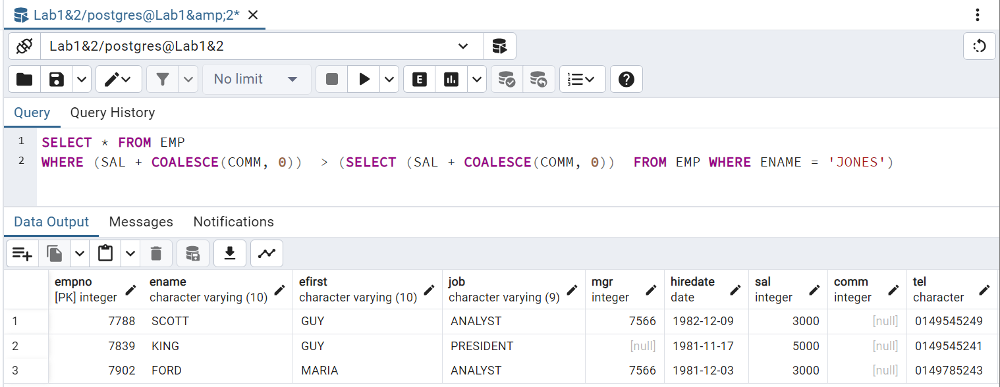 Lab1&2/postgres@Lab1&amp;2*
Lab1&2/postgres@Lab1&2
No limit
E
Query Query History
1 SELECT * FROM EMP
2 WHERE (SAL + COALESCE(COMM, 0)) > (SELECT (SAL + COALESCE(COMM, 0)) FROM EMP WHERE ENAME = 'JONES')
Data Output Messages Notifications
empno ename efirst job mgr hiredate sal comm tel
[PK] integer character varying (10) character varying (10) character varying (9) integer date integer integer character
1 7788 SCOTT GUY ANALYST 7566 1982-12-09 3000 [null] 0149545249
2 7839 KING GUY PRESIDENT [null] 1981-11-17 5000 [null] 0149545241
3 7902 FORD MARIA ANALYST 7566 1981-12-03 3000 [null] 0149785243